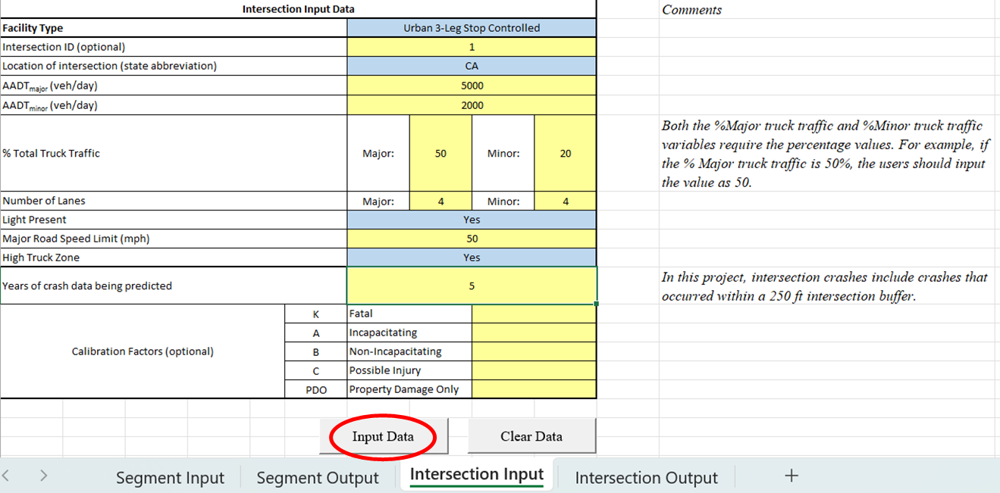 Intersection Input Data
Comments
Facility Type Urban 3-Leg Stop Controlled
Intersection ID (optional) 1
Location of intersection (state abbreviation) CA
AADTmajor (veh/day) 5000
AADTminor (veh/day) 2000
% Total Truck Traffic Major: 50 Minor: 20
Both the %Major truck traffic and %Minor truck traffic
variables require the percentage values. For example, if
the % Major truck traffic is 50%, the users should input
the value as 50.
Number of Lanes Major: 4 Minor: 4
Light Present Yes
Major Road Speed Limit (mph) 50
High Truck Zone Yes
Years of crash data being predicted 5
In this project, intersection crashes include crashes that
occurred within a 250 ft intersection buffer.
Calibration Factors (optional)
K Fatal
A Incapacitating
B Non-Incapacitating
C Possible Injury
PDO Property Damage Only
Input Data Clear Data
Segment Input Segment Output Intersection Input Intersection Output +